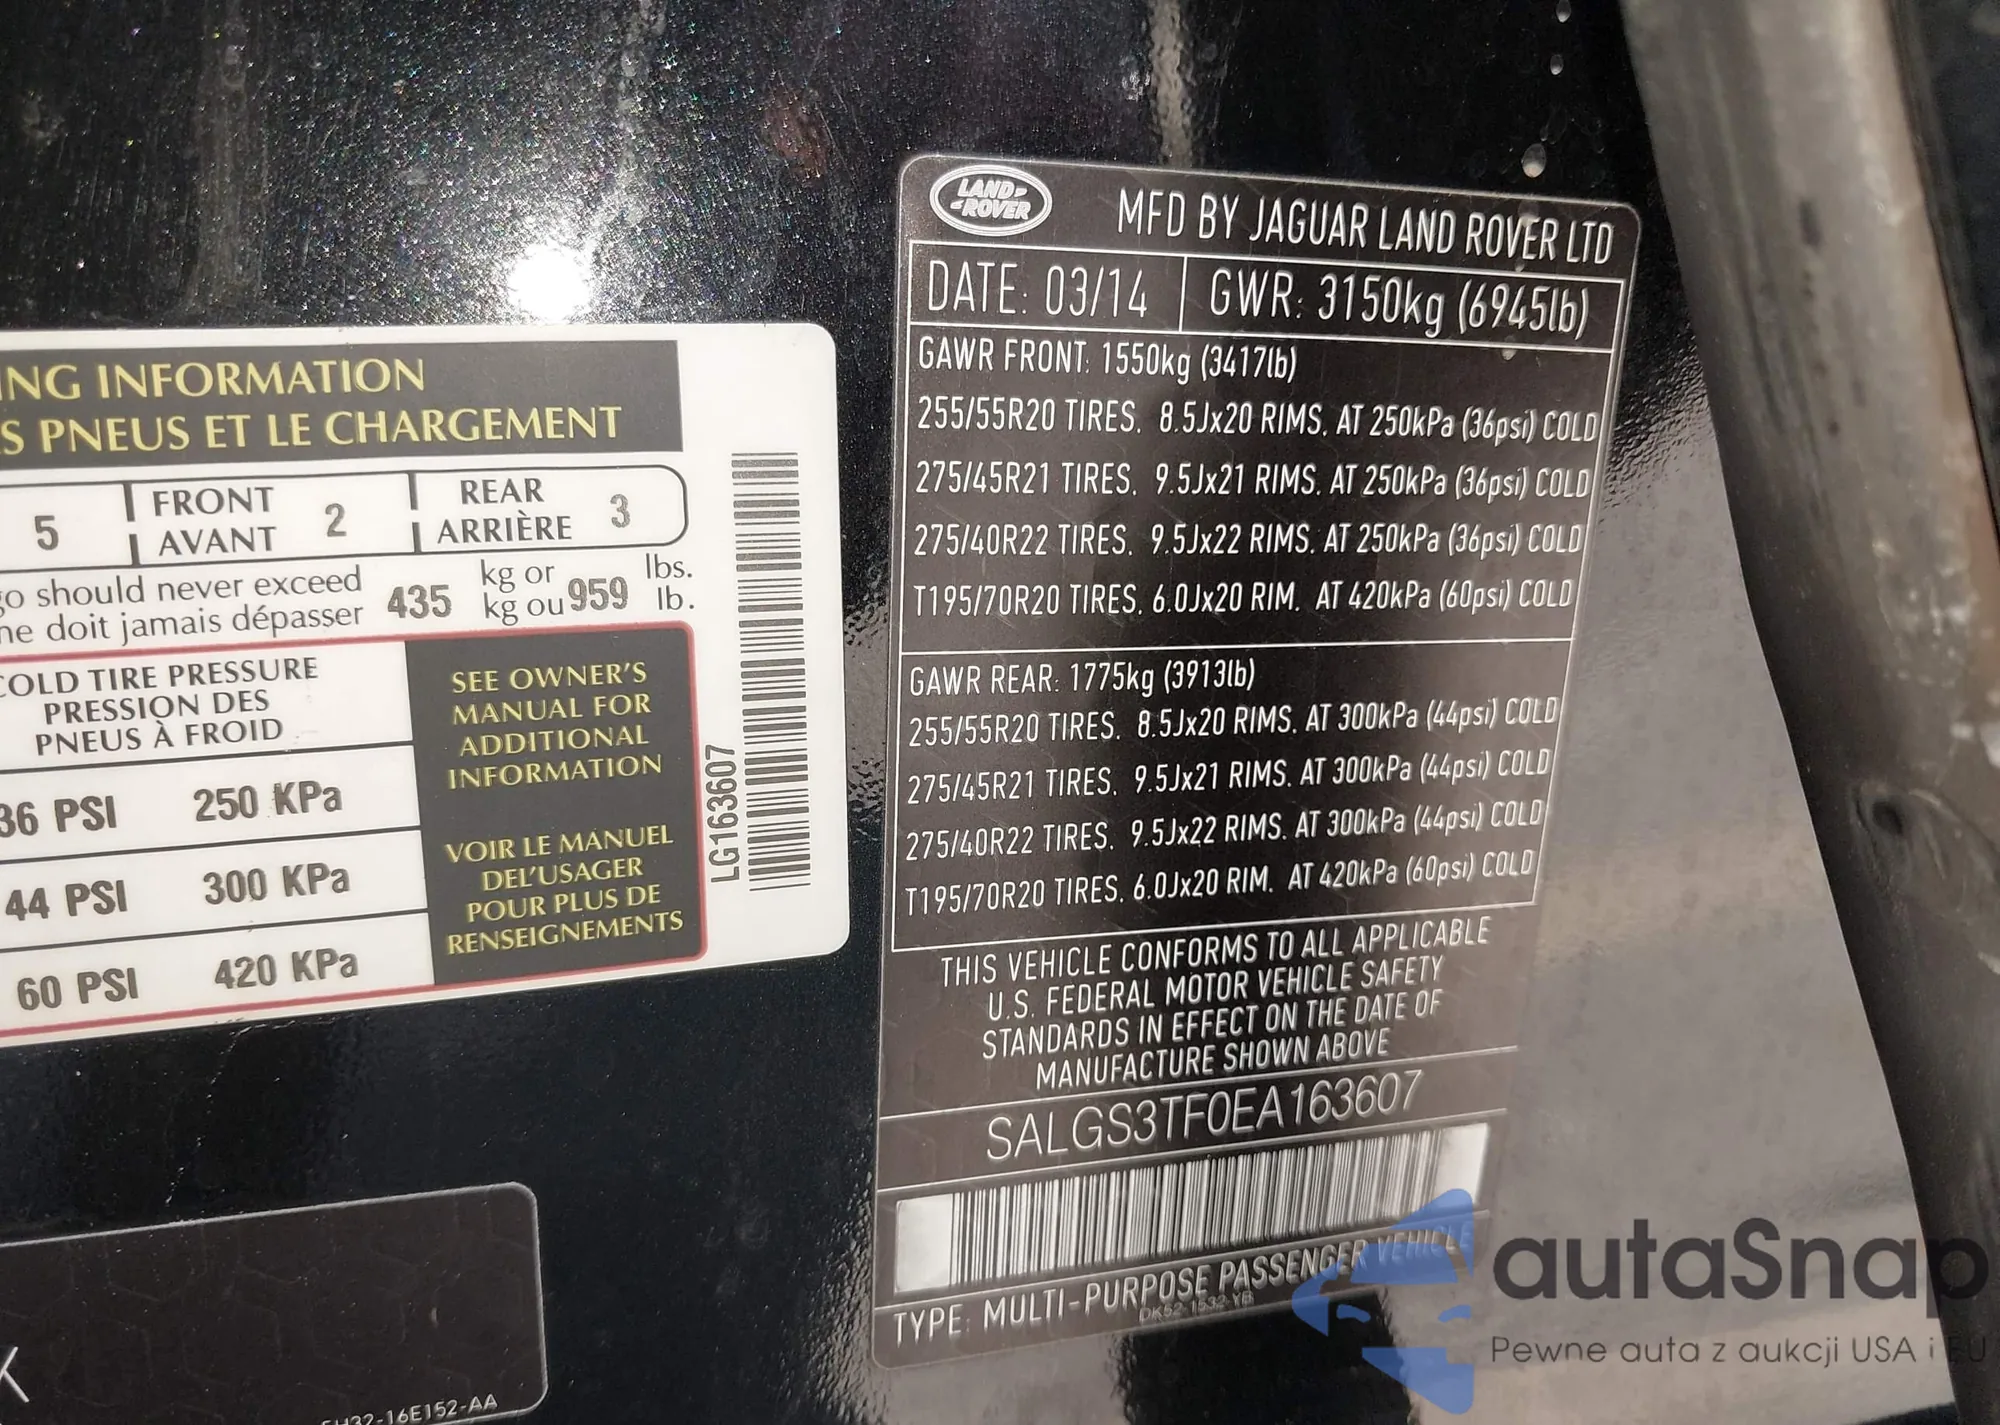 ING INFORMATION
S PNEUS ET LE CHARGEMENT
5
FRONT
AVANT
2
REAR
ARRIÈRE
3
go should never exceed
ne doit jamais dépasser
435
kg or
kg ou
959
lbs.
lb.
COLD TIRE PRESSURE
PRESSION DES
PNEUS À FROID
36 PSI 250 KPa
44 PSI 300 KPa
60 PSI 420 KPa
SEE OWNER'S
MANUAL FOR
ADDITIONAL
INFORMATION
VOIR LE MANUEL
DEL'USAGER
POUR PLUS DE
RENSEIGNEMENTS
LG163607
LAND
ROVER
MFD BY JAGUAR LAND ROVER LTD
DATE: 03/14 GWR: 3150kg (6945lb)
GAWR FRONT: 1550kg (3417lb)
255/55R20 TIRES. 8.5Jx20 RIMS. AT 250kPa (36psi) COLD
275/45R21 TIRES. 9.5Jx21 RIMS. AT 250kPa (36psi) COLD
275/40R22 TIRES. 9.5Jx22 RIMS. AT 250kPa (36psi) COLD
T195/70R20 TIRES. 6.0Jx20 RIM. AT 420kPa (60psi) COLD
GAWR REAR: 1775kg (3913lb)
255/55R20 TIRES. 8.5Jx20 RIMS. AT 300kPa (44psi) COLD
275/45R21 TIRES. 9.5Jx21 RIMS. AT 300kPa (44psi) COLD
275/40R22 TIRES. 9.5Jx22 RIMS. AT 300kPa (44psi) COLD
T195/70R20 TIRES. 6.0Jx20 RIM. AT 420kPa (60psi) COLD
THIS VEHICLE CONFORMS TO ALL APPLICABLE
U.S. FEDERAL MOTOR VEHICLE SAFETY
STANDARDS IN EFFECT ON THE DATE OF
MANUFACTURE SHOWN ABOVE
SALGS3TF0EA163607
TYPE: MULTI-PURPOSE PASSENGER VEHICLE
DK52-1532-YB
K
H32-16E152-AA
autaSnap
Pewne auta z aukcji USA i EU